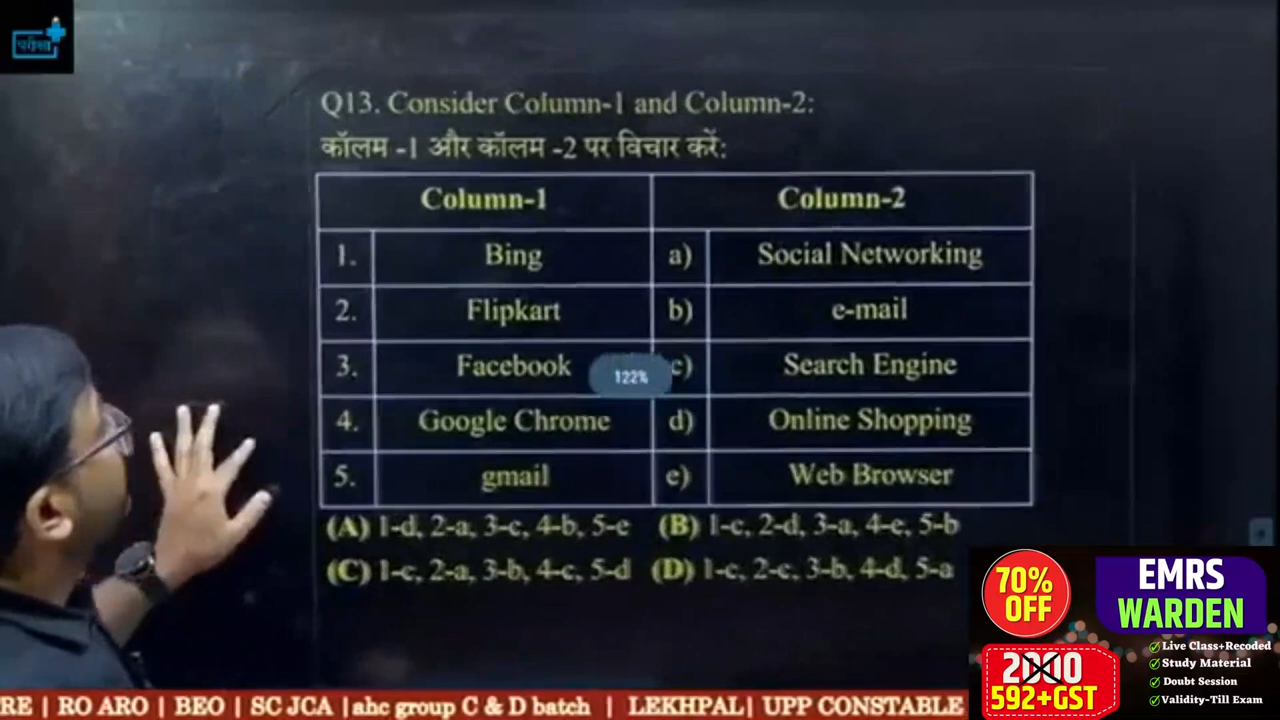 परीक्षा
Q13. Consider Column-1 and Column-2:
कॉलम -1 और कॉलम -2 पर विचार करें:
Column-1 Column-2
1. Bing a) Social Networking
2. Flipkart b) e-mail
3. Facebook c) Search Engine
122%
4. Google Chrome d) Online Shopping
5. gmail e) Web Browser
(A) 1-d, 2-a, 3-c, 4-b, 5-e (B) 1-c, 2-d, 3-a, 4-e, 5-b
(C) 1-c, 2-a, 3-b, 4-c, 5-d (D) 1-c, 2-c, 3-b, 4-d, 5-a
70%
OFF
EMRS
WARDEN
2000
592+GST
Live Class+Recoded
Study Material
Doubt Session
Validity-Till Exam
RE | RO ARO | BEO | SC JCA | ahc group C & D batch | LEKHPAL| UPP CONSTABLE